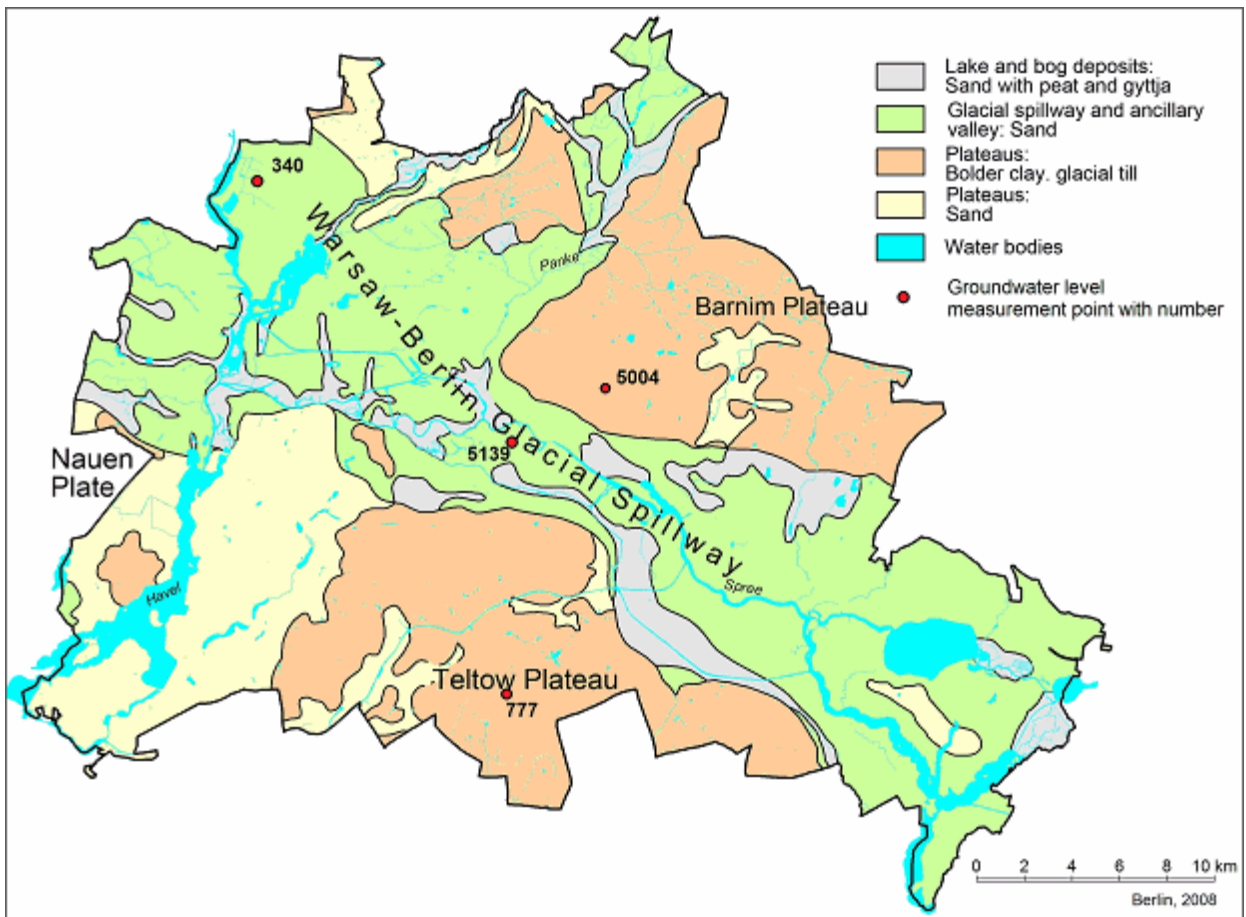 Lake and bog deposits:
Sand with peat and gyttja
Glacial spillway and ancillary
valley: Sand
Plateaus:
Bolder clay. glacial till
Plateaus:
Sand
Water bodies
Groundwater level
measurement point with number
340
Warsaw-Berlin Glacial Spillway
Panke
Barnim Plateau
5004
5139
Nauen
Plate
Havel
Spree
Teltow Plateau
777
0 2 4 6 8 10 km
Berlin, 2008